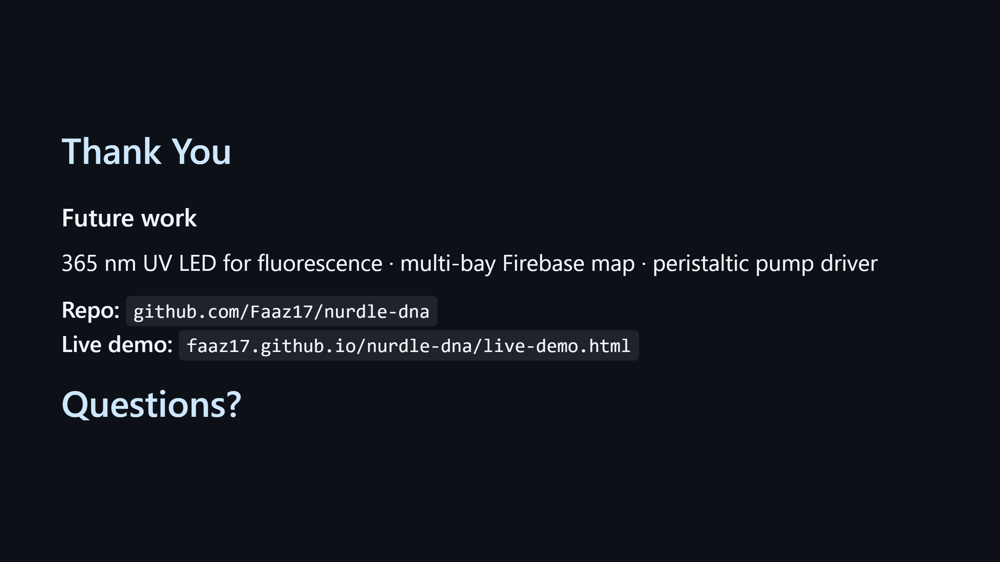 Thank You
Future work
365 nm UV LED for fluorescence · multi-bay Firebase map · peristaltic pump driver
Repo: github.com/Faaz17/nurdle-dna
Live demo: faaz17.github.io/nurdle-dna/live-demo.html
Questions?